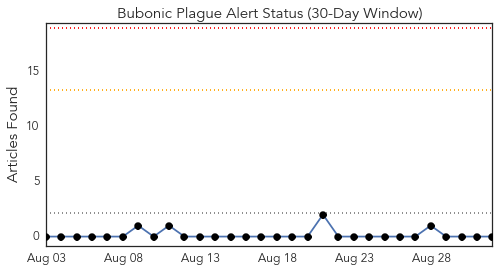 Bubonic Plague Alert Status (30-Day Window)
Articles Found
15
10
5
0
Aug 03 Aug 08 Aug 13 Aug 18 Aug 23 Aug 28